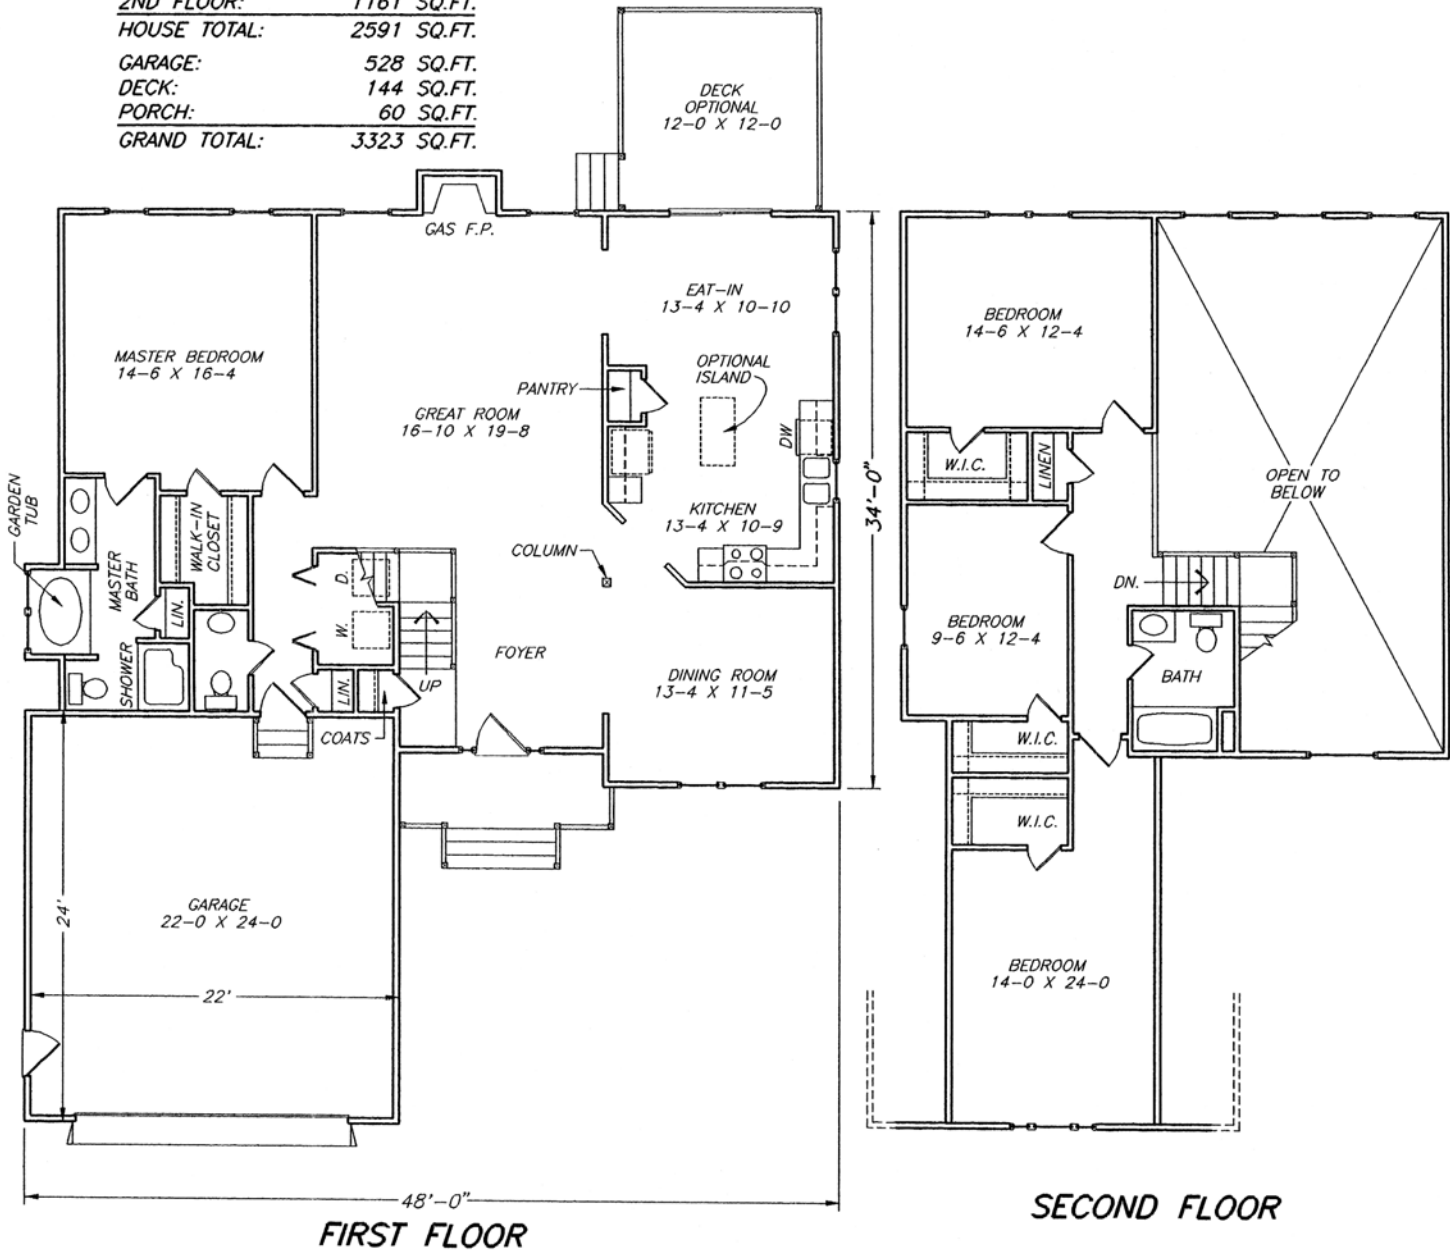 2ND FLOOR: 1161 SQ.FT.
HOUSE TOTAL: 2591 SQ.FT.
GARAGE: 528 SQ.FT.
DECK: 144 SQ.FT.
PORCH: 60 SQ.FT.
GRAND TOTAL: 3323 SQ.FT.
DECK
OPTIONAL
12-0 X 12-0
GAS F.P.
EAT-IN
13-4 X 10-10
MASTER BEDROOM
14-6 X 16-4
GREAT ROOM
16-10 X 19-8
PANTRY
OPTIONAL
ISLAND
DW
KITCHEN
13-4 X 10-9
34'-0"
GARDEN
TUB
MASTER
BATH
WALK-IN
CLOSET
LIN.
SHOWER
D.
W.
COLUMN
FOYER
UP
LIN.
COATS
DINING ROOM
13-4 X 11-5
GARAGE
22-0 X 24-0
24'
22'
48'-0"
FIRST FLOOR
BEDROOM
14-6 X 12-4
W.I.C.
LINEN
OPEN TO
BELOW
DN.
BEDROOM
9-6 X 12-4
BATH
W.I.C.
W.I.C.
BEDROOM
14-0 X 24-0
SECOND FLOOR